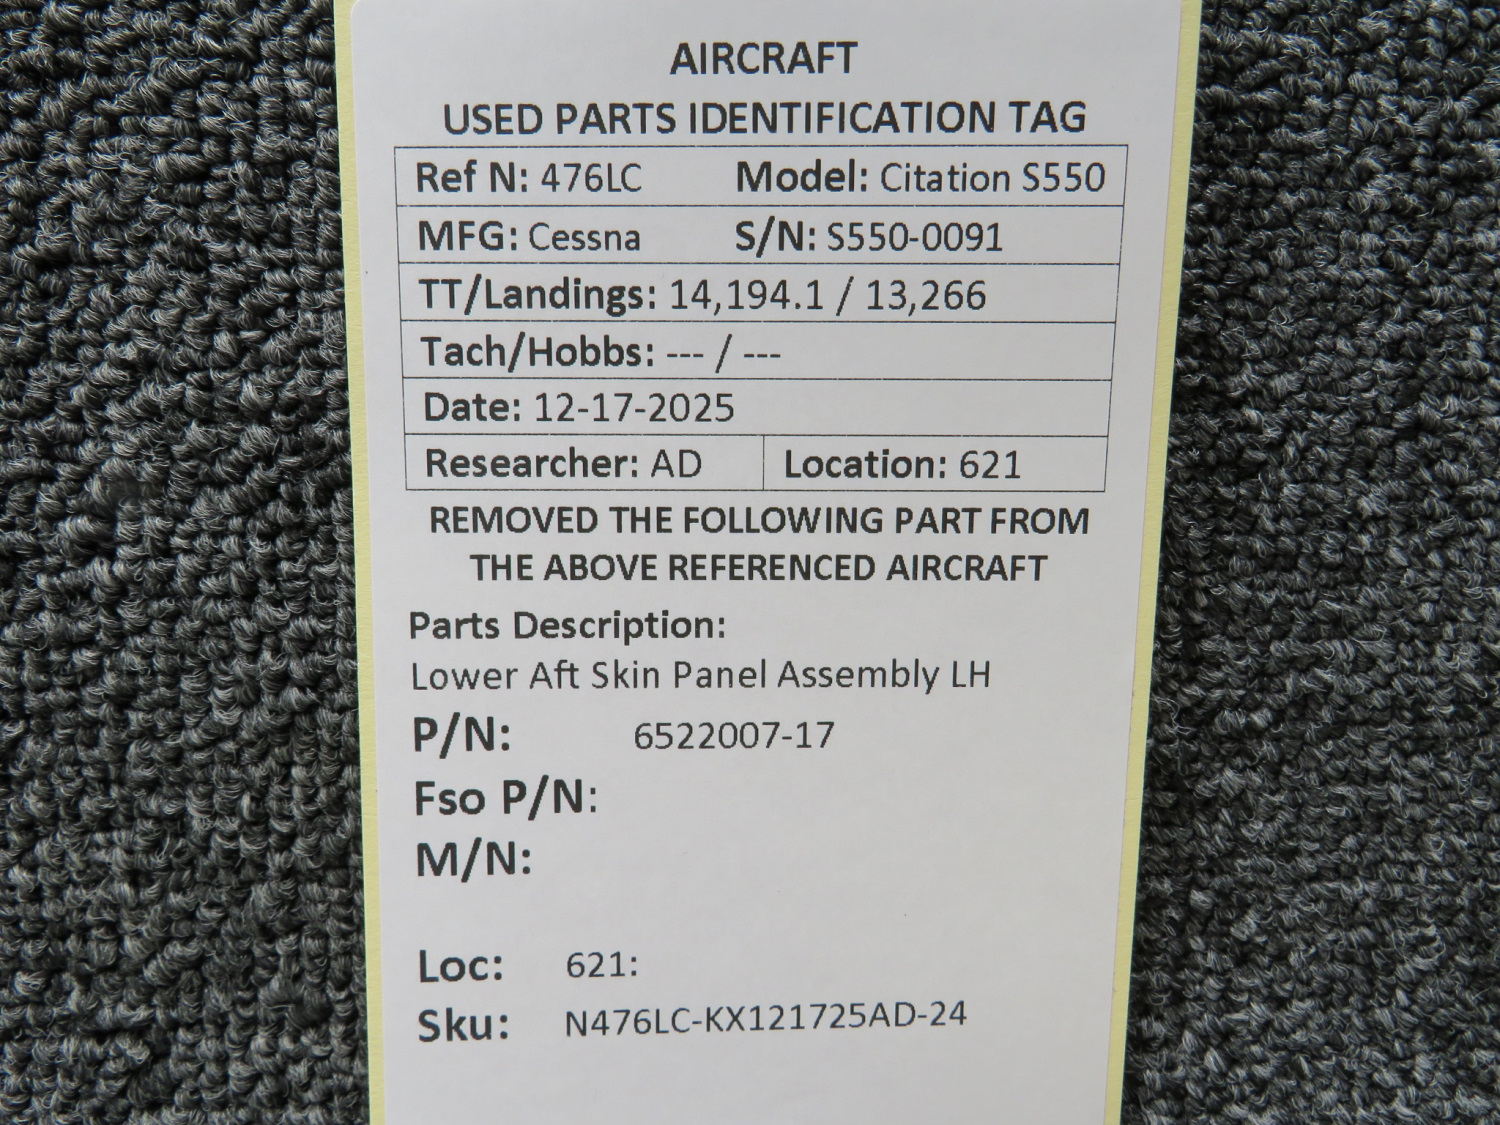 AIRCRAFT
USED PARTS IDENTIFICATION TAG
Ref N: 476LC Model: Citation S550
MFG: Cessna S/N: S550-0091
TT/Landings: 14,194.1 / 13,266
Tach/Hobbs: --- / ---
Date: 12-17-2025
Researcher: AD Location: 621
REMOVED THE FOLLOWING PART FROM
THE ABOVE REFERENCED AIRCRAFT
Parts Description:
Lower Aft Skin Panel Assembly LH
P/N: 6522007-17
Fso P/N:
M/N:
Loc: 621:
Sku: N476LC-KX121725AD-24